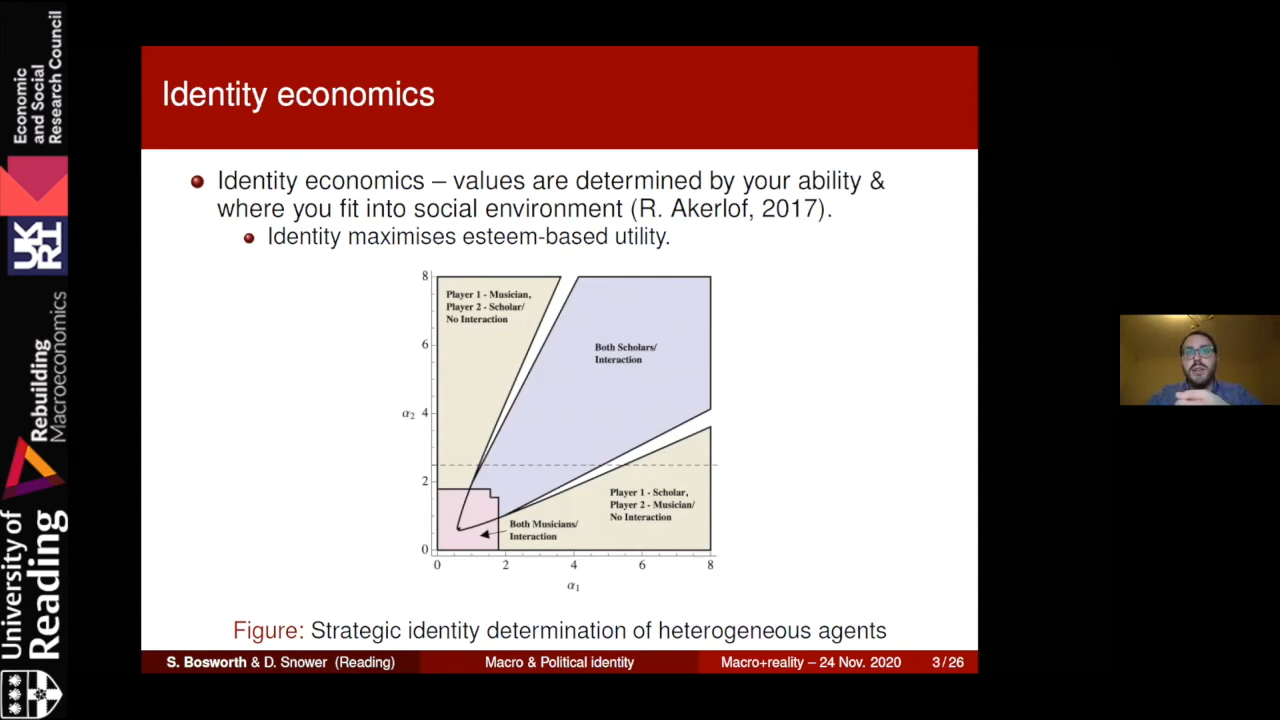 Economic
and Social
Research Council
UK
RI
Rebuilding
Macroeconomics
University of
Reading
Identity economics
Identity economics – values are determined by your ability &
where you fit into social environment (R. Akerlof, 2017).
Identity maximises esteem-based utility.
8
6
α2 4
2
0
Player 1 - Musician,
Player 2 - Scholar/
No Interaction
Both Scholars/
Interaction
Player 1 - Scholar,
Player 2 - Musician/
No Interaction
Both Musicians/
Interaction
0 2 4 6 8
α1
Figure: Strategic identity determination of heterogeneous agents
S. Bosworth & D. Snower (Reading) Macro & Political identity Macro+reality – 24 Nov. 2020 3 / 26